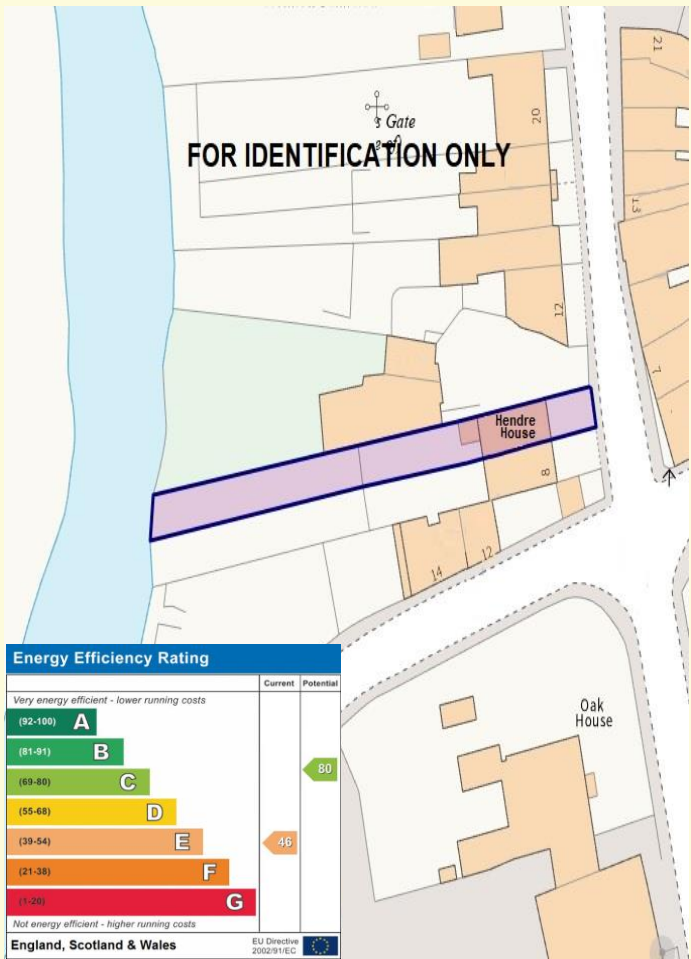 21
20
s Gate
FOR IDENTIFICATION ONLY
13
12
7
Hendre
House
8
14
12
Oak
House
Energy Efficiency Rating
Current Potential
Very energy efficient - lower running costs
(92-100) A
(81-91) B
(69-80) C
80
(55-68) D
(39-54) E
46
(21-38) F
(1-20) G
Not energy efficient - higher running costs
England, Scotland & Wales
EU Directive
2002/91/EC